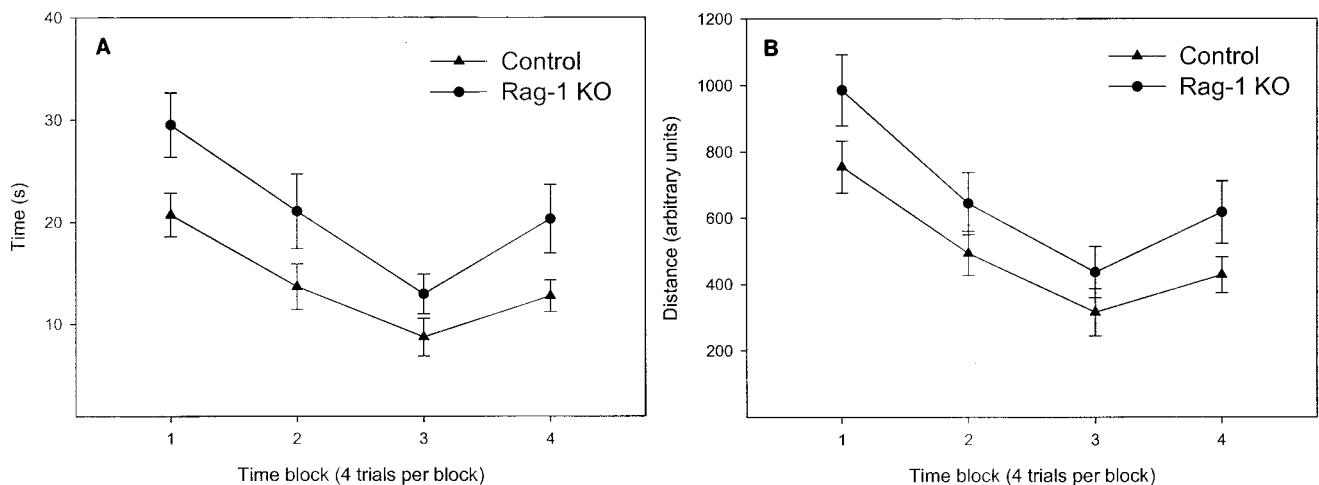 A
Control
Rag-1 KO
40
30
20
10
Time (s)
1 2 3 4
Time block (4 trials per block)
B
Control
Rag-1 KO
1200
1000
800
600
400
200
Distance (arbitrary units)
1 2 3 4
Time block (4 trials per block)